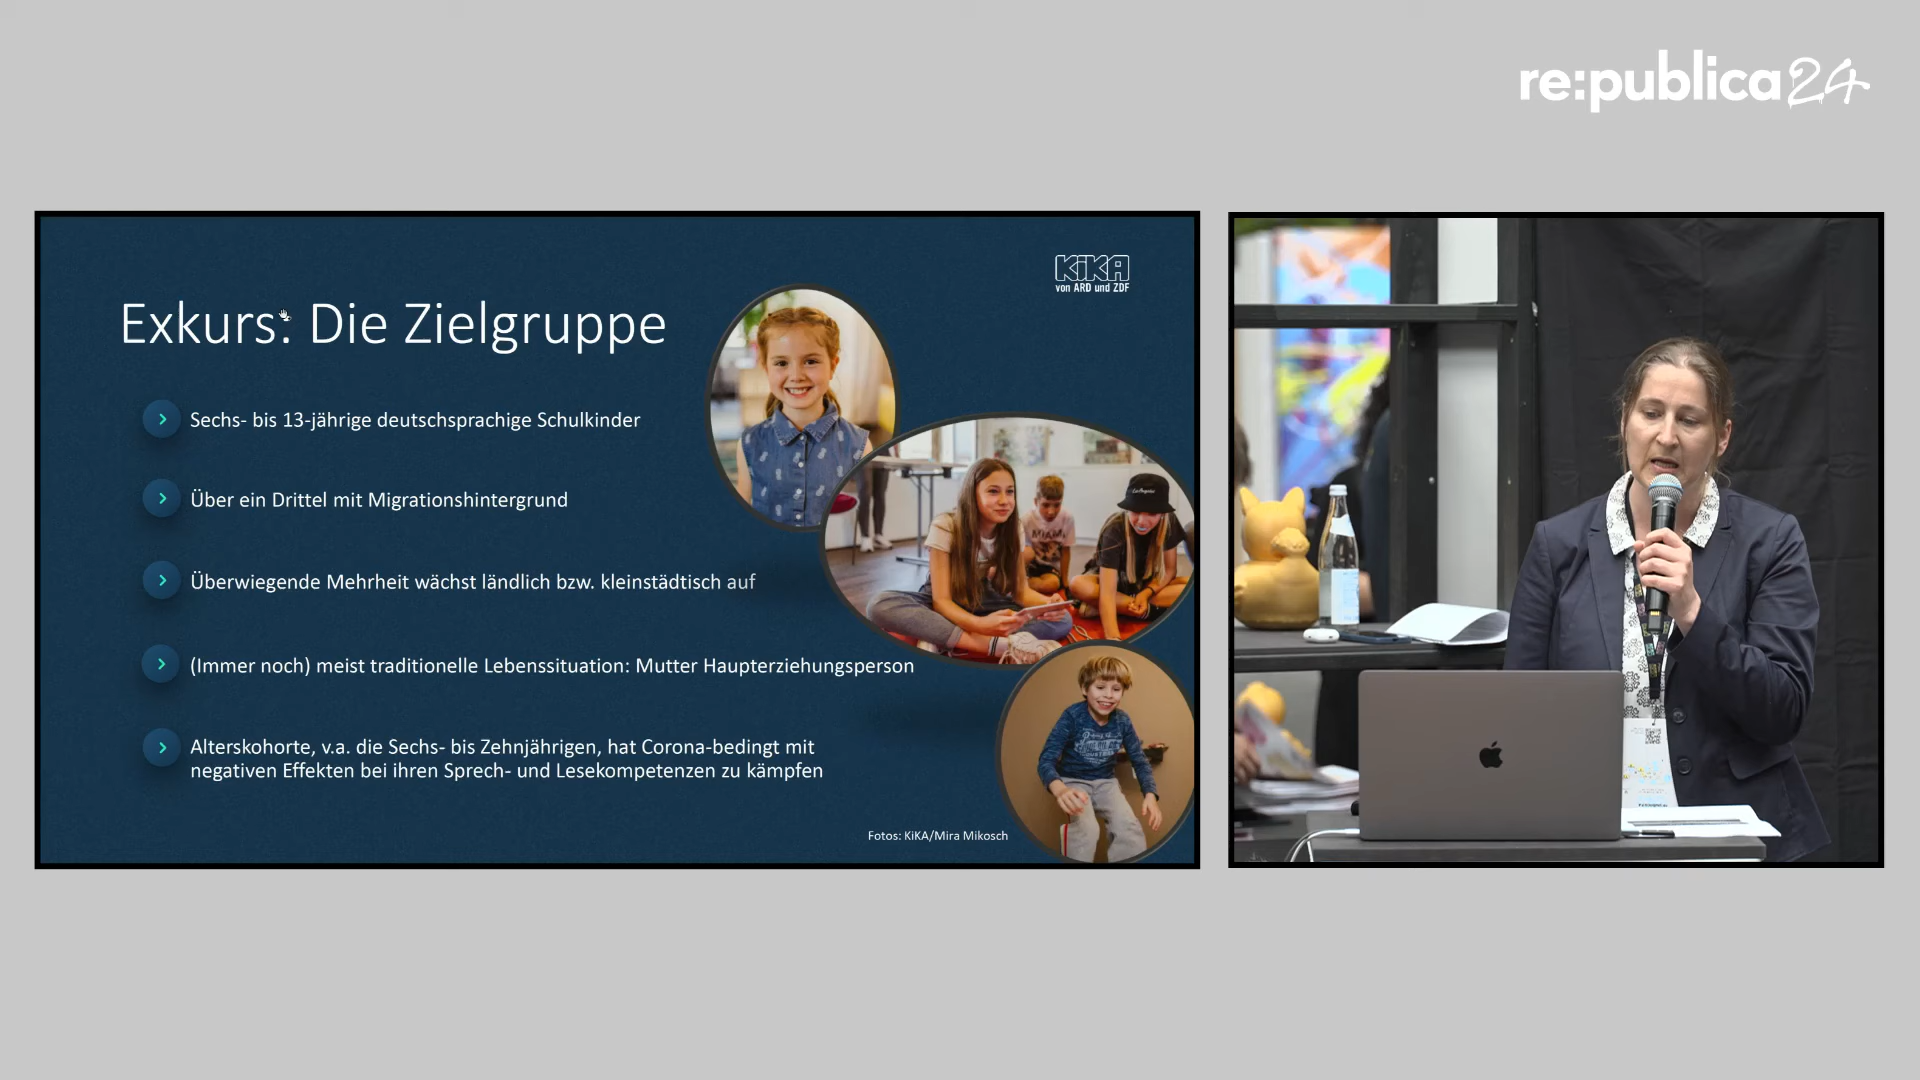 re:publica 24
KiKA
von ARD und ZDF
Exkurs: Die Zielgruppe
Sechs- bis 13-jährige deutschsprachige Schulkinder
Über ein Drittel mit Migrationshintergrund
Überwiegende Mehrheit wächst ländlich bzw. kleinstädtisch auf
(Immer noch) meist traditionelle Lebenssituation: Mutter Haupterziehungsperson
Alterskohorte, v.a. die Sechs- bis Zehnjährigen, hat Corona-bedingt mit
negativen Effekten bei ihren Sprech- und Lesekompetenzen zu kämpfen
Fotos: KiKA/Mira Mikosch